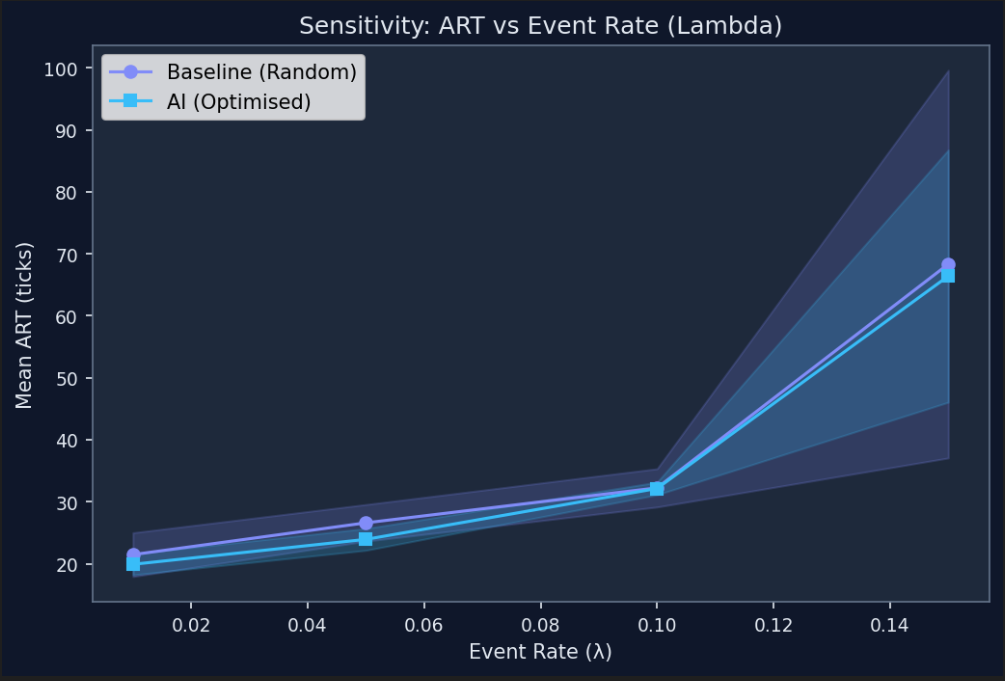 Sensitivity: ART vs Event Rate (Lambda)
Baseline (Random)
AI (Optimised)
Mean ART (ticks)
100
90
80
70
60
50
40
30
20
0.02 0.04 0.06 0.08 0.10 0.12 0.14
Event Rate (λ)